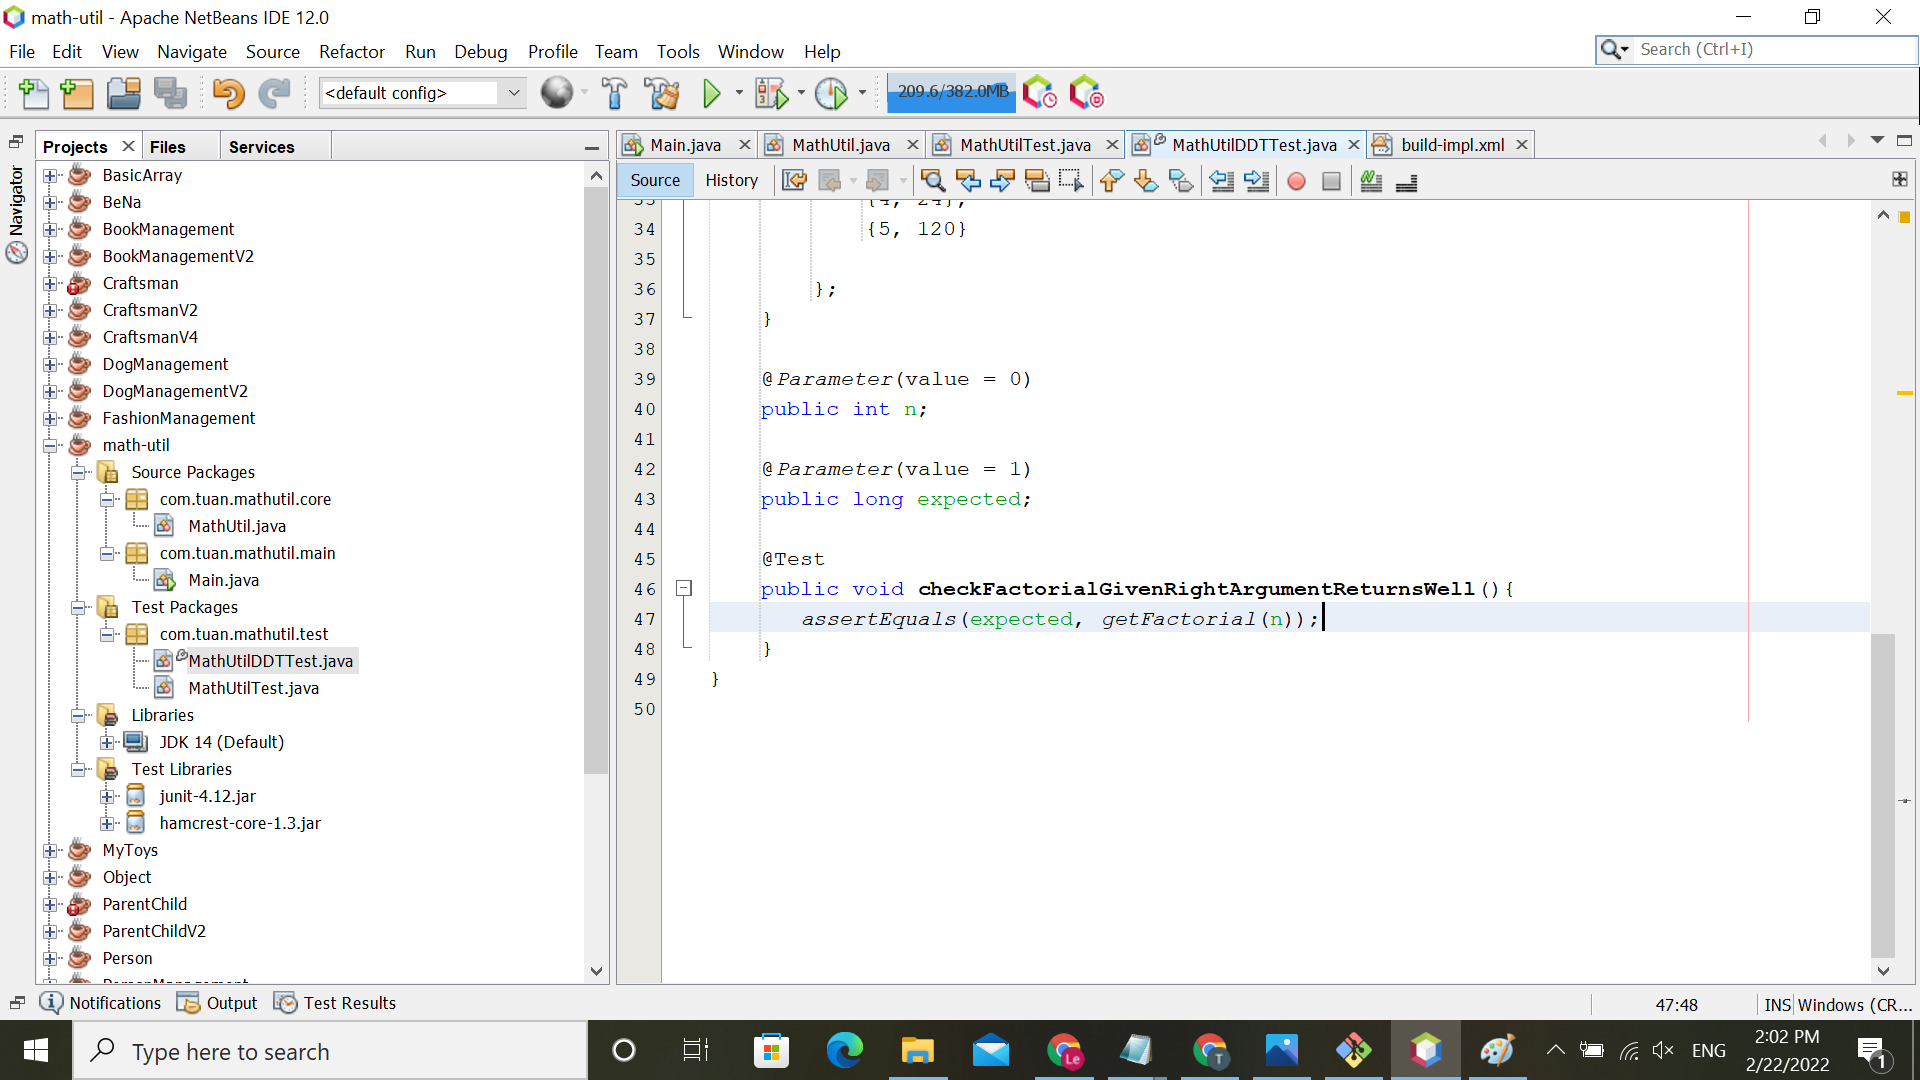 math-util - Apache NetBeans IDE 12.0
File Edit View Navigate Source Refactor Run Debug Profile Team Tools Window Help
Search (Ctrl+I)
<default config>
209.6/382.0MB
Projects Files Services
Navigator
BasicArray
BeNa
BookManagement
BookManagementV2
Craftsman
CraftsmanV2
CraftsmanV4
DogManagement
DogManagementV2
FashionManagement
math-util
Source Packages
com.tuan.mathutil.core
MathUtil.java
com.tuan.mathutil.main
Main.java
Test Packages
com.tuan.mathutil.test
MathUtilDDTTest.java
MathUtilTest.java
Libraries
JDK 14 (Default)
Test Libraries
junit-4.12.jar
hamcrest-core-1.3.jar
MyToys
Object
ParentChild
ParentChildV2
Person
PersonManagement
Main.java MathUtil.java MathUtilTest.java MathUtilDDTTest.java build-impl.xml
Source History
33 {4, 24},
34 {5, 120}
35
36 };
37 }
38
39 @Parameter(value = 0)
40 public int n;
41
42 @Parameter(value = 1)
43 public long expected;
44
45 @Test
46 public void checkFactorialGivenRightArgumentReturnsWell(){
47 assertEquals(expected, getFactorial(n));
48 }
49 }
50
Notifications Output Test Results
47:48 INS Windows (CR...
Type here to search
Le
T
ENG
2:02 PM
2/22/2022
1